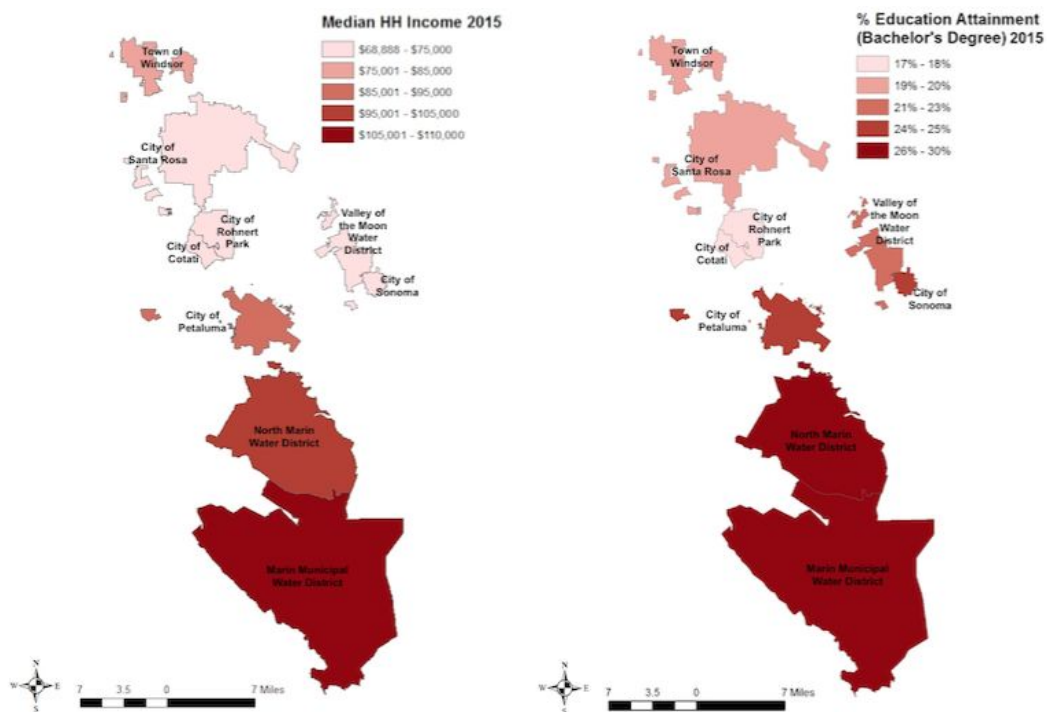 Median HH Income 2015
$68,888 - $75,000
$75,001 - $85,000
$85,001 - $95,000
$95,001 - $105,000
$105,001 - $110,000
Town of
Windsor
City of
Santa Rosa
City of
Rohnert
Park
City of
Cotati
Valley of
the Moon
Water
District
City of
Sonoma
City of
Petaluma
North Marin
Water District
Marin Municipal
Water District
N
W E
S
7 3.5 0 7 Miles
% Education Attainment
(Bachelor's Degree) 2015
17% - 18%
19% - 20%
21% - 23%
24% - 25%
26% - 30%
Town of
Windsor
City of
Santa Rosa
City of
Rohnert
Park
City of
Cotati
Valley of
the Moon
Water
District
City of
Sonoma
City of
Petaluma
North Marin
Water District
Marin Municipal
Water District
N
W E
S
7 3.5 0 7 Miles